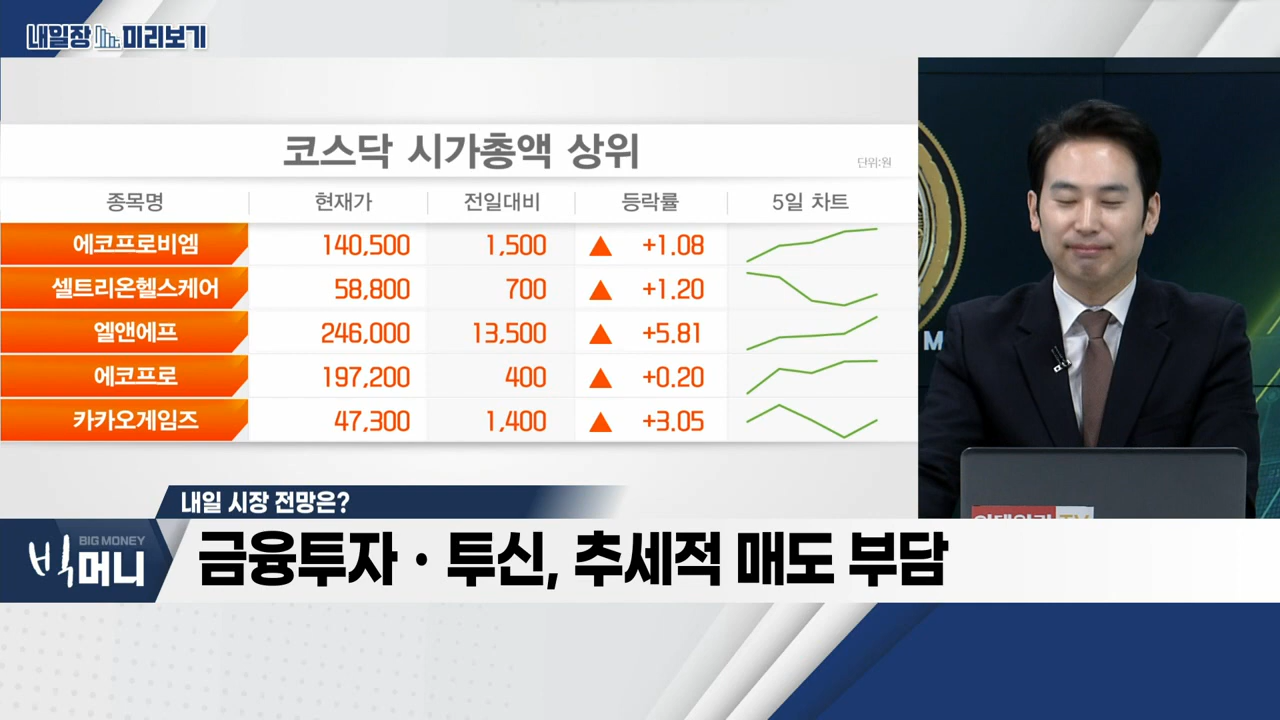 내일장 미리보기
코스닥 시가총액 상위
단위:원
종목명 현재가 전일대비 등락률 5일 차트
에코프로비엠 140,500 1,500 ▲ +1.08
셀트리온헬스케어 58,800 700 ▲ +1.20
엘앤에프 246,000 13,500 ▲ +5.81
에코프로 197,200 400 ▲ +0.20
카카오게임즈 47,300 1,400 ▲ +3.05
M
내일 시장 전망은?
BIG MONEY
빅머니
금융투자 · 투신, 추세적 매도 부담